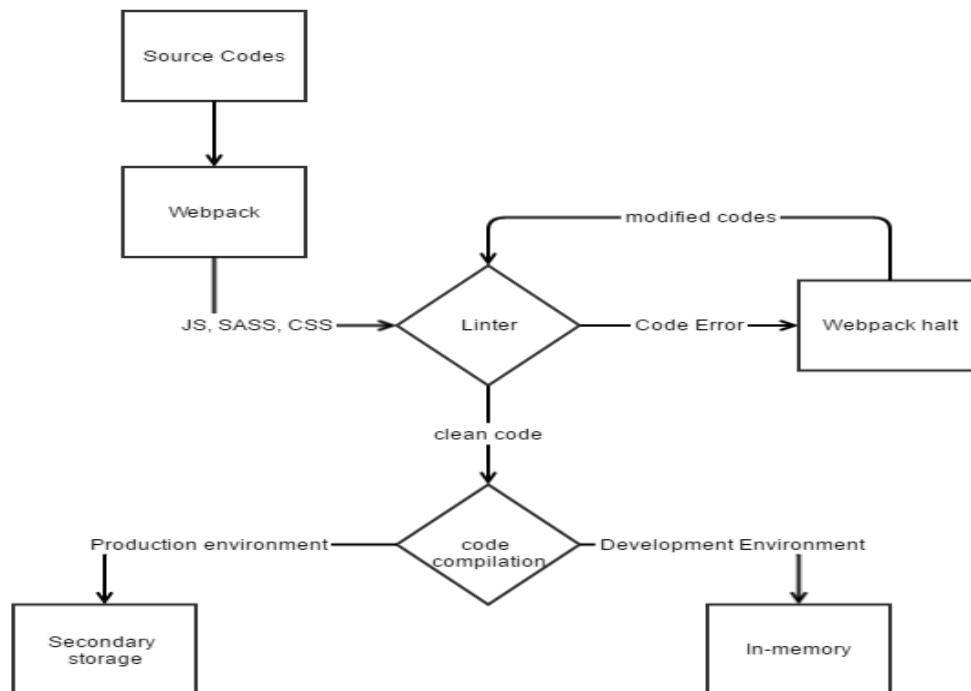 Source Codes
Webpack
modified codes
JS, SASS, CSS
Linter
Code Error
Webpack halt
clean code
Production environment
code
compilation
Development Environment
Secondary
storage
In-memory